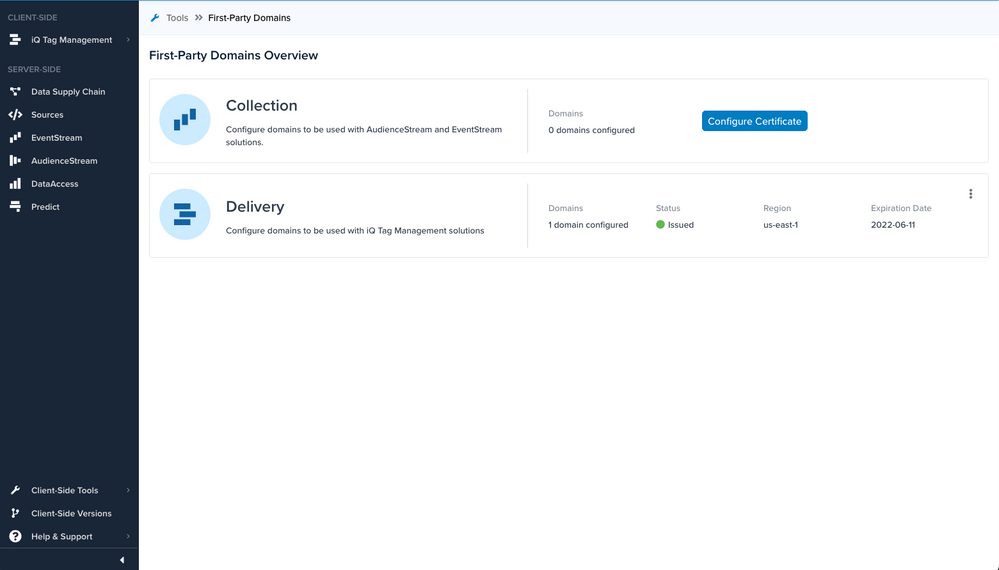 CLIENT-SIDE
iQ Tag Management
SERVER-SIDE
Data Supply Chain
Sources
EventStream
AudienceStream
DataAccess
Predict
Client-Side Tools
Client-Side Versions
Help & Support
Tools » First-Party Domains
First-Party Domains Overview
Collection
Configure domains to be used with AudienceStream and EventStream
solutions.
Domains
0 domains configured
Configure Certificate
Delivery
Configure domains to be used with iQ Tag Management solutions
Domains Status Region Expiration Date
1 domain configured Issued us-east-1 2022-06-11